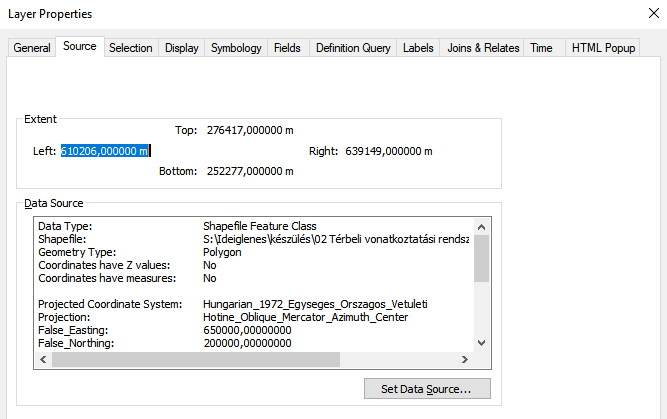 Layer Properties
General Source Selection Display Symbology Fields Definition Query Labels Joins & Relates Time HTML Popup
Extent
Top: 276417,000000 m
Left: 610206,000000 m Right: 639149,000000 m
Bottom: 252277,000000 m
Data Source
Data Type: Shapefile Feature Class
Shapefile: S:\Ideiglenes\készülés\02 Térbeli vonatkoztatási rendsz
Geometry Type: Polygon
Coordinates have Z values: No
Coordinates have measures: No
Projected Coordinate System: Hungarian_1972_Egyseges_Orszagos_Vetuleti
Projection: Hotine_Oblique_Mercator_Azimuth_Center
False_Easting: 650000,00000000
False_Northing: 200000,00000000
Set Data Source...